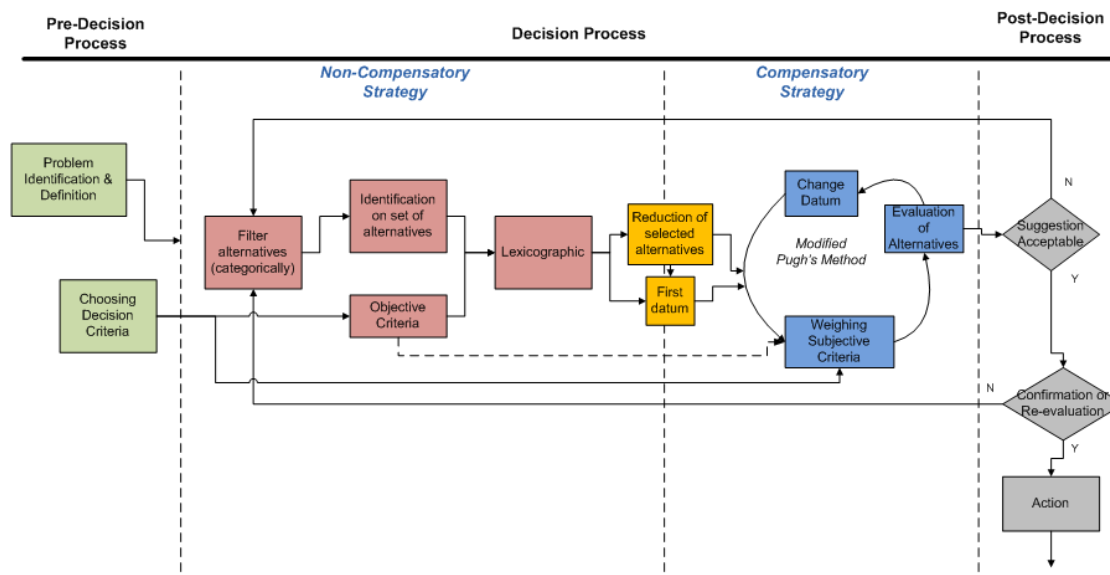 Pre-Decision
Process
Decision Process
Post-Decision
Process
Non-Compensatory
Strategy
Compensatory
Strategy
Problem
Identification &
Definition
Choosing
Decision
Criteria
Filter
alternatives
(categorically)
Identification
on set of
alternatives
Objective
Criteria
Lexicographic
Reduction of
selected
alternatives
First
datum
Change
Datum
Evaluation
of
Alternatives
Modified
Pugh's Method
Weighing
Subjective
Criteria
N
Suggestion
Acceptable
Y
N
Confirmation or
Re-evaluation
Y
Action